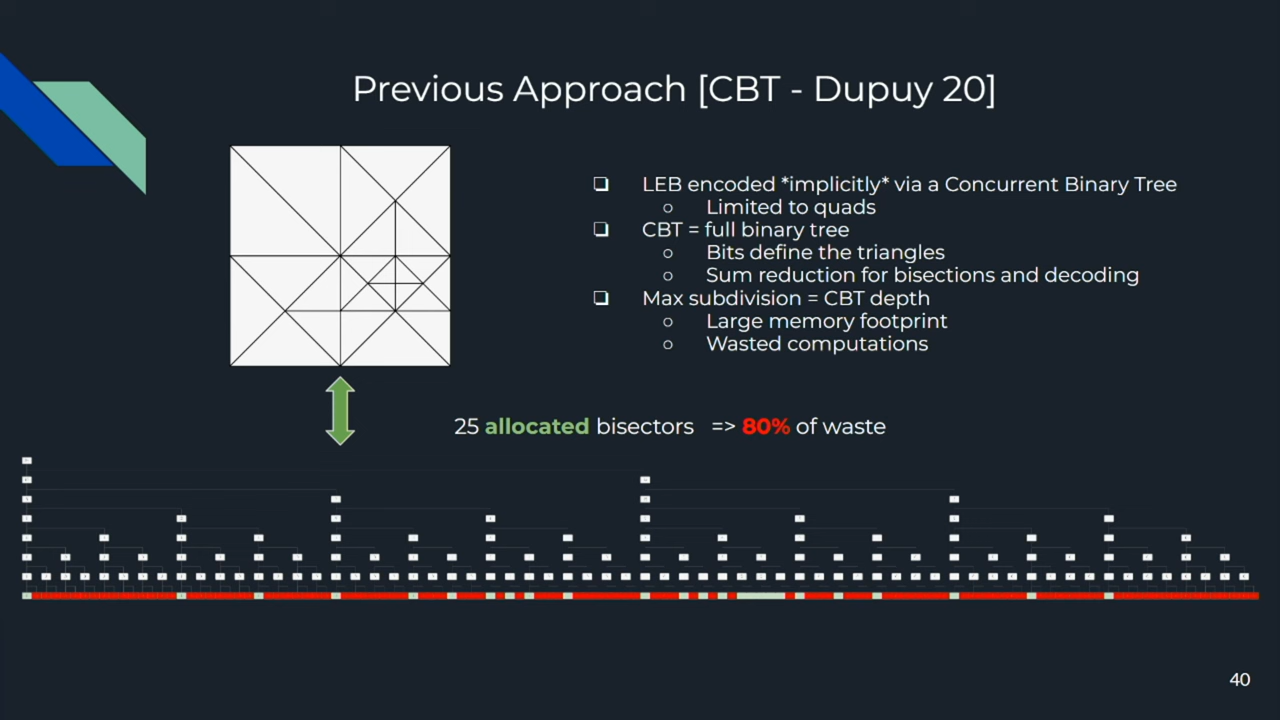 Previous Approach [CBT - Dupuy 20]
❏ LEB encoded *implicitly* via a Concurrent Binary Tree
○ Limited to quads
❏ CBT = full binary tree
○ Bits define the triangles
○ Sum reduction for bisections and decoding
❏ Max subdivision = CBT depth
○ Large memory footprint
○ Wasted computations
25 allocated bisectors => 80% of waste
40